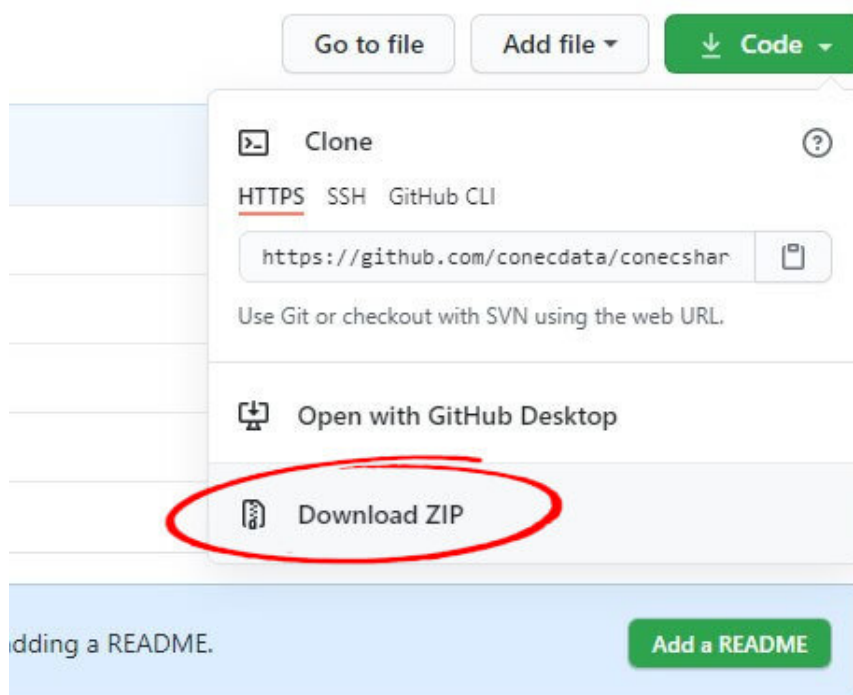 Go to file Add file Code
Clone
HTTPS SSH GitHub CLI
https://github.com/conecdata/conecshar
Use Git or checkout with SVN using the web URL.
Open with GitHub Desktop
Download ZIP
dding a README. Add a README